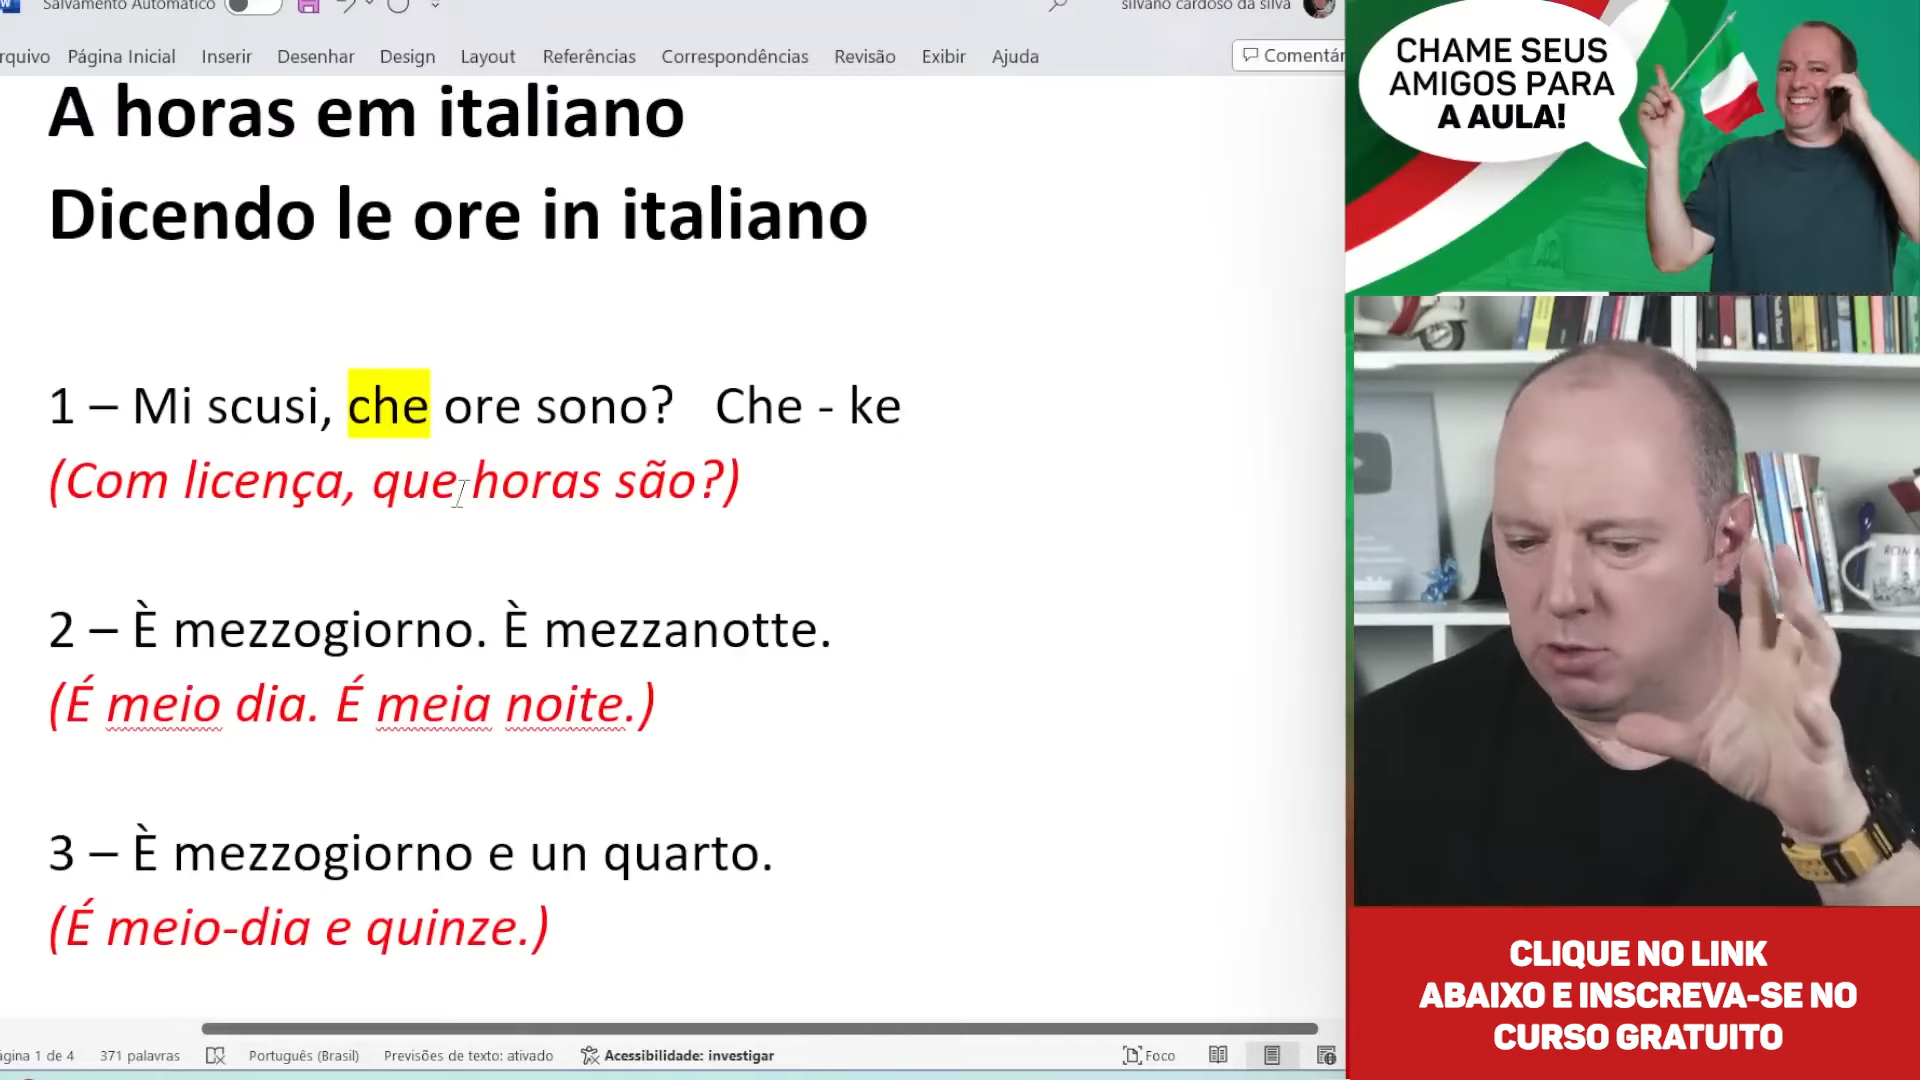 Salvamento Automático
silvano cardoso da silva
rquivo Página Inicial Inserir Desenhar Design Layout Referências Correspondências Revisão Exibir Ajuda
Comentár
A horas em italiano
Dicendo le ore in italiano
1 – Mi scusi, che ore sono? Che - ke
(Com licença, que horas são?)
2 – È mezzogiorno. È mezzanotte.
(É meio dia. É meia noite.)
3 – È mezzogiorno e un quarto.
(É meio-dia e quinze.)
ágina 1 de 4 371 palavras Português (Brasil) Previsões de texto: ativado Acessibilidade: investigar Foco
CHAME SEUS
AMIGOS PARA
A AULA!
CLIQUE NO LINK
ABAIXO E INSCREVA-SE NO
CURSO GRATUITO